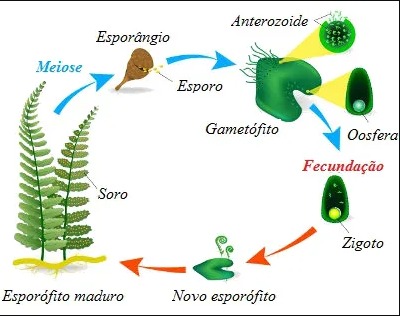 Anterozoide
Esporângio
Meiose
Esporo
Gametófito
Oosfera
Fecundação
Soro
Zigoto
Esporófito maduro
Novo esporófito